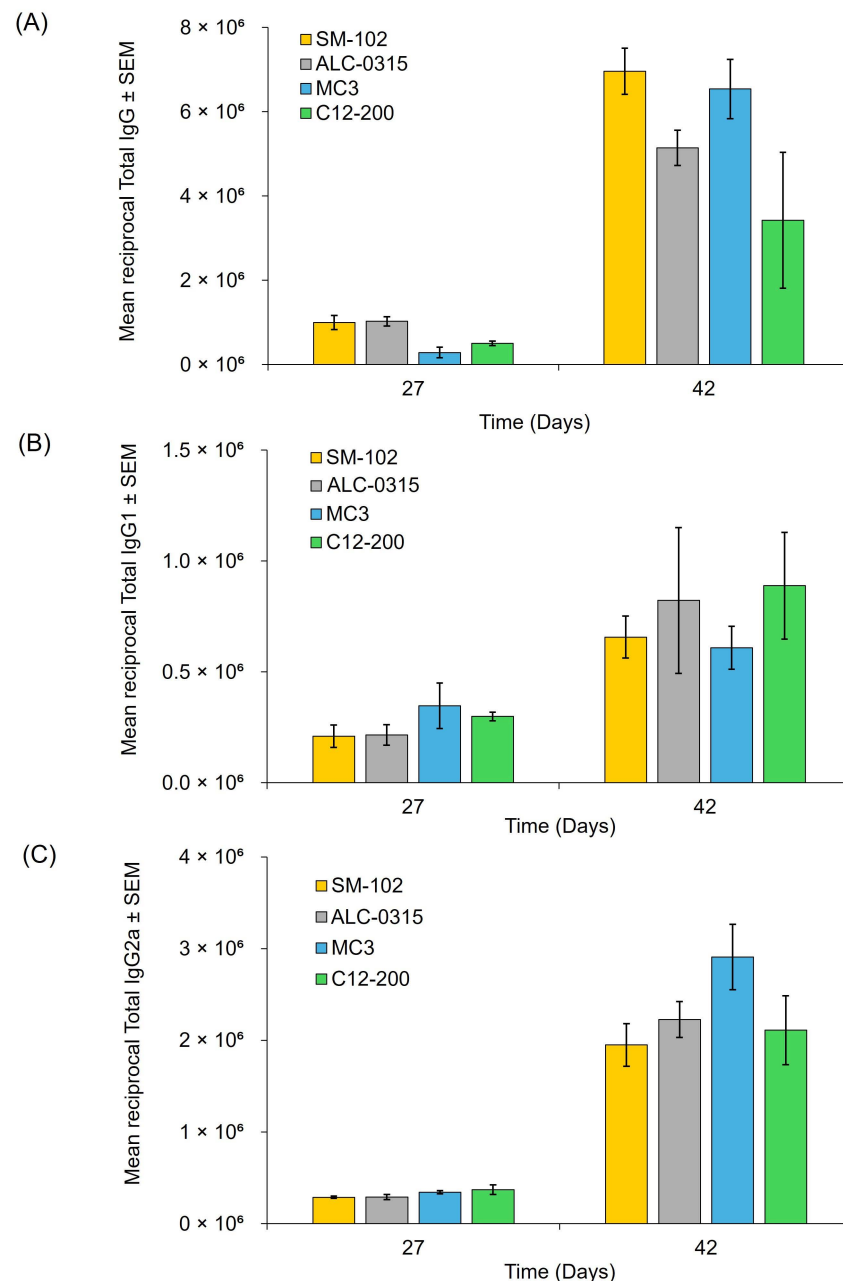 (A)
Mean reciprocal Total IgG ± SEM
8 × 10⁶
6 × 10⁶
4 × 10⁶
2 × 10⁶
0 × 10⁶
SM-102
ALC-0315
MC3
C12-200
27
42
Time (Days)
(B)
Mean reciprocal Total IgG1 ± SEM
1.5 × 10⁶
1.0 × 10⁶
0.5 × 10⁶
0.0 × 10⁶
SM-102
ALC-0315
MC3
C12-200
27
42
Time (Days)
(C)
Mean reciprocal Total IgG2a ± SEM
4 × 10⁶
3 × 10⁶
2 × 10⁶
1 × 10⁶
0 × 10⁶
SM-102
ALC-0315
MC3
C12-200
27
42
Time (Days)